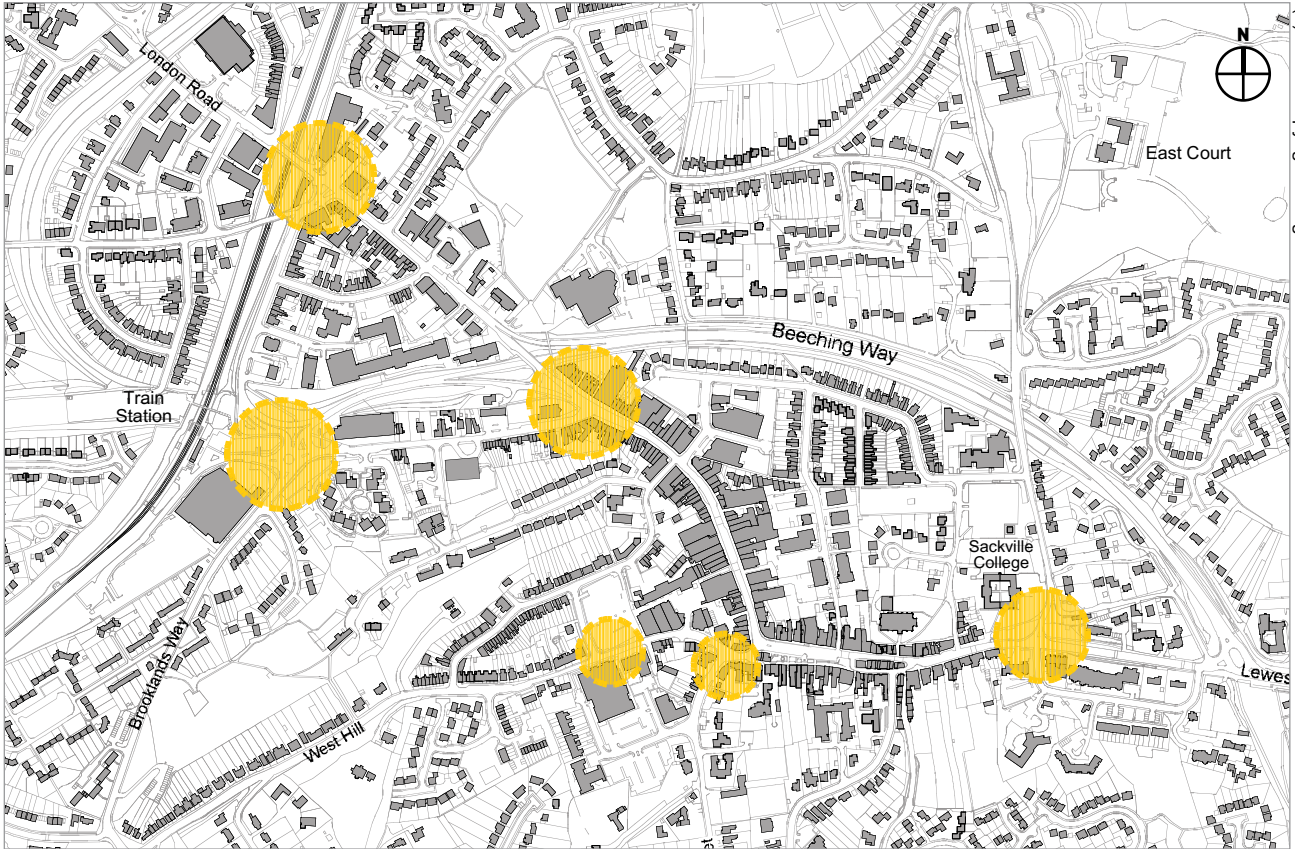 London Road
N
East Court
Beeching Way
Train
Station
Sackville
College
Brooklands Way
West Hill
Lewes